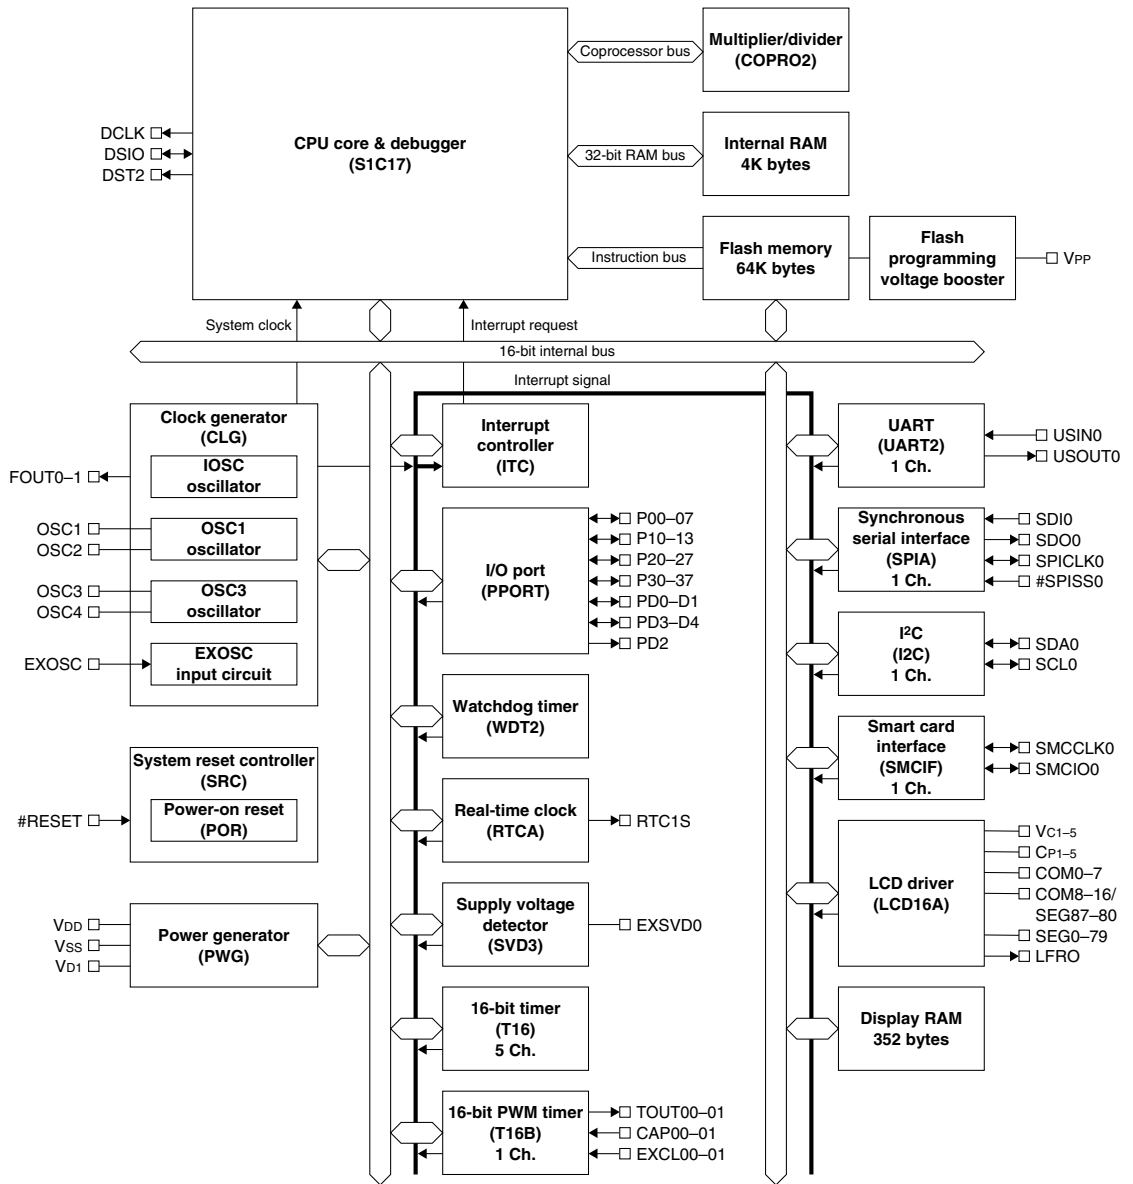 Coprocessor bus
Multiplier/divider
(COPRO2)
DCLK
DSIO
DST2
CPU core & debugger
(S1C17)
32-bit RAM bus
Internal RAM
4K bytes
Instruction bus
Flash memory
64K bytes
Flash
programming
voltage booster
VPP
System clock
Interrupt request
16-bit internal bus
Interrupt signal
Clock generator
(CLG)
IOSC
oscillator
FOUT0–1
OSC1
OSC2
OSC1
oscillator
OSC3
OSC4
OSC3
oscillator
EXOSC
EXOSC
input circuit
System reset controller
(SRC)
#RESET
Power-on reset
(POR)
VDD
VSS
VD1
Power generator
(PWG)
Interrupt
controller
(ITC)
I/O port
(PPORT)
P00–07
P10–13
P20–27
P30–37
PD0–D1
PD3–D4
PD2
Watchdog timer
(WDT2)
Real-time clock
(RTCA)
RTC1S
Supply voltage
detector
(SVD3)
EXSVD0
16-bit timer
(T16)
5 Ch.
16-bit PWM timer
(T16B)
1 Ch.
TOUT00–01
CAP00–01
EXCL00–01
UART
(UART2)
1 Ch.
USIN0
USOUT0
Synchronous
serial interface
(SPIA)
1 Ch.
SDI0
SDO0
SPICLK0
#SPISS0
I²C
(I2C)
1 Ch.
SDA0
SCL0
Smart card
interface
(SMCIF)
1 Ch.
SMCCLK0
SMCIO0
LCD driver
(LCD16A)
VC1–5
CP1–5
COM0–7
COM8–16/
SEG87–80
SEG0–79
LFRO
Display RAM
352 bytes